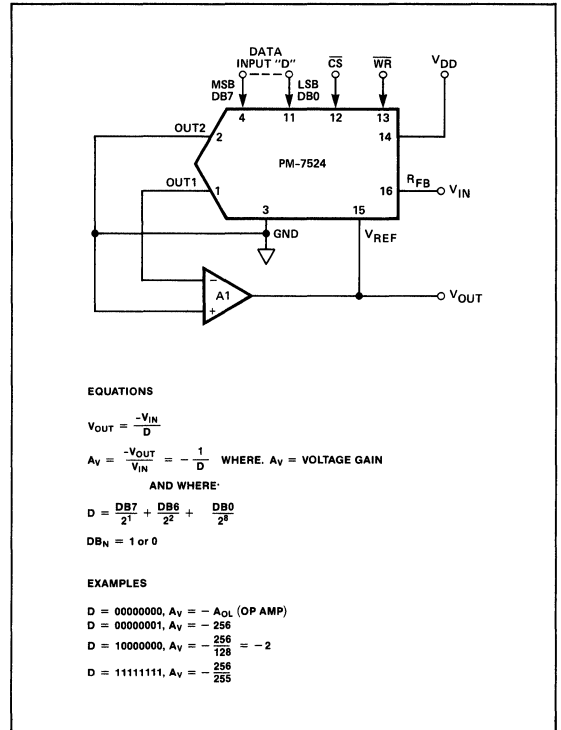 DATA
INPUT "D"
CS
WR
VDD
MSB
DB7
LSB
DB0
4
11
12
13
OUT2
2
14
PM-7524
OUT1
1
16
RFB
VIN
3
15
GND
VREF
−
A1
+
VOUT
EQUATIONS
VOUT = -VIN / D
AV = -VOUT / VIN = - 1 / D WHERE. AV = VOLTAGE GAIN
AND WHERE·
D = DB7 / 2^1 + DB6 / 2^2 + DB0 / 2^8
DBN = 1 or 0
EXAMPLES
D = 00000000, AV = - AOL (OP AMP)
D = 00000001, AV = - 256
D = 10000000, AV = - 256 / 128 = -2
D = 11111111, AV = - 256 / 255